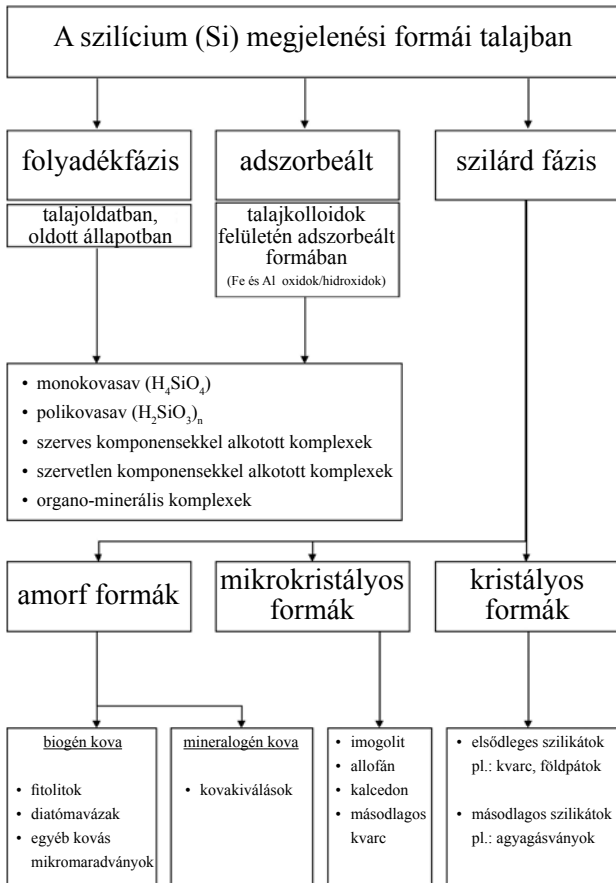 A szilícium (Si) megjelenési formái talajban
folyadékfázis
talajoldatban,
oldott állapotban
adszorbeált
talajkolloidok
felületén adszorbeált
formában
(Fe és Al oxidok/hidroxidok)
szilárd fázis
• monokovasav (H₄SiO₄)
• polikovasav (H₂SiO₃)ₙ
• szerves komponensekkel alkotott komplexek
• szervetlen komponensekkel alkotott komplexek
• organo-minerális komplexek
amorf formák
mikrokristályos
formák
kristályos
formák
biogén kova
• fitolitok
• diatómavázak
• egyéb kovás
mikromaradványok
mineralogén kova
• kovakiválások
• imogolit
• allofán
• kalcedon
• másodlagos
kvarc
• elsődleges szilikátok
pl.: kvarc, földpátok
• másodlagos szilikátok
pl.: agyagásványok